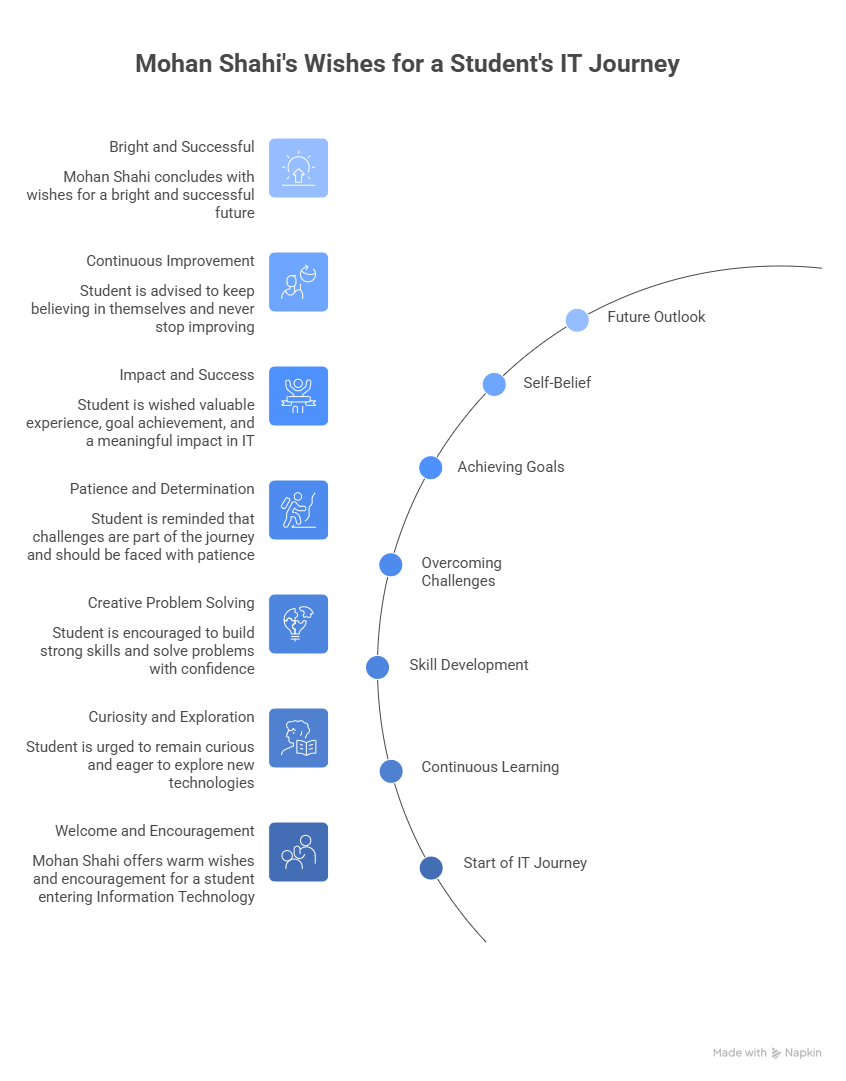 Mohan Shahi's Wishes for a Student's IT Journey
Bright and Successful
Mohan Shahi concludes with
wishes for a bright and successful
future
Continuous Improvement
Student is advised to keep
believing in themselves and never
stop improving
Impact and Success
Student is wished valuable
experience, goal achievement, and
a meaningful impact in IT
Patience and Determination
Student is reminded that
challenges are part of the journey
and should be faced with patience
Creative Problem Solving
Student is encouraged to build
strong skills and solve problems
with confidence
Curiosity and Exploration
Student is urged to remain curious
and eager to explore new
technologies
Welcome and Encouragement
Mohan Shahi offers warm wishes
and encouragement for a student
entering Information Technology
Future Outlook
Self-Belief
Achieving Goals
Overcoming
Challenges
Skill Development
Continuous Learning
Start of IT Journey
Made with Napkin